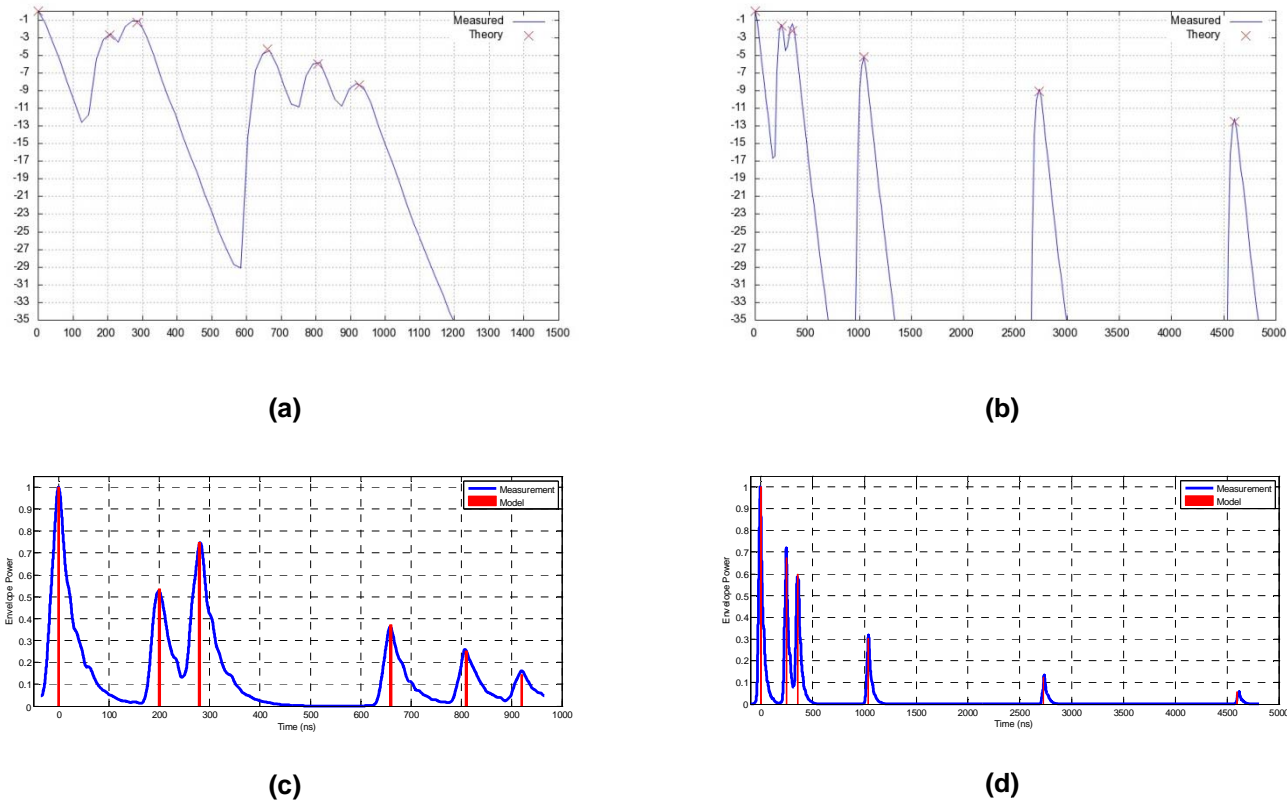 -1
-3
-5
-7
-9
-11
-13
-15
-17
-19
-21
-23
-25
-27
-29
-31
-33
-35
0 100 200 300 400 500 600 700 800 900 1000 1100 1200 1300 1400 1500
Measured
Theory
(a)
-1
-3
-5
-7
-9
-11
-13
-15
-17
-19
-21
-23
-25
-27
-29
-31
-33
-35
0 500 1000 1500 2000 2500 3000 3500 4000 4500 5000
Measured
Theory
(b)
1
0.9
0.8
0.7
0.6
0.5
0.4
0.3
0.2
0.1
0
Envelope Power
0 100 200 300 400 500 600 700 800 900 1000
Time (ns)
Measurement
Model
(c)
1
0.9
0.8
0.7
0.6
0.5
0.4
0.3
0.2
0.1
0
Envelope Power
0 500 1000 1500 2000 2500 3000 3500 4000 4500 5000
Time (ns)
Measurement
Model
(d)